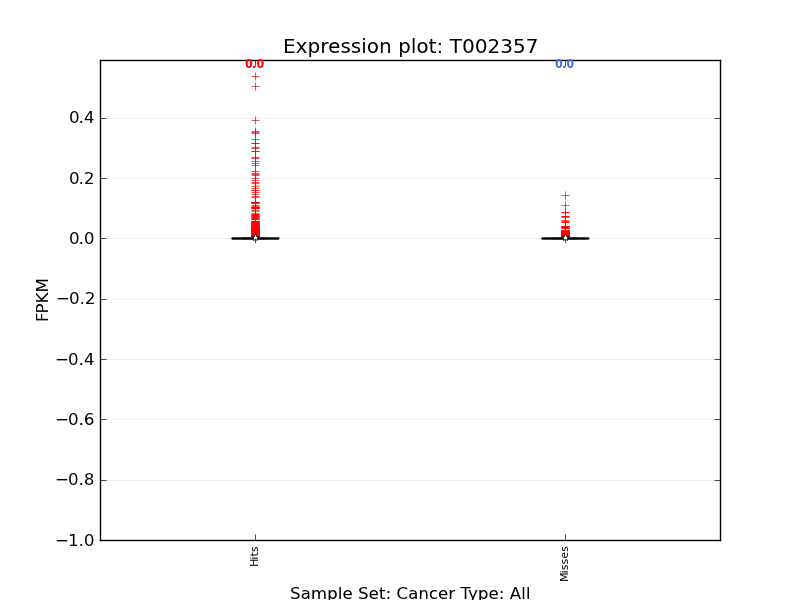 Expression plot: T002357
0.0
0.0
0.4
0.2
0.0
−0.2
−0.4
−0.6
−0.8
−1.0
FPKM
Hits
Misses
Sample Set: Cancer Type: All